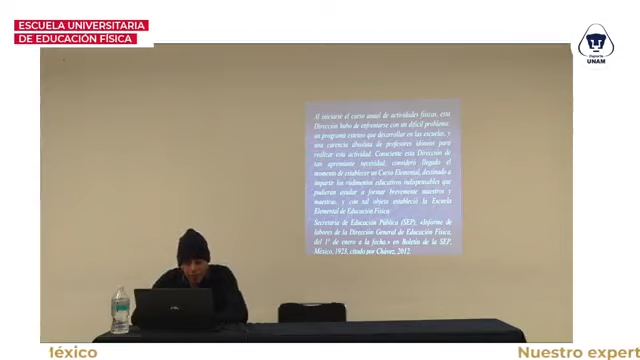 ESCUELA UNIVERSITARIA
DE EDUCACIÓN FÍSICA
Deporte
UNAM
Al iniciarse el curso anual de actividades físicas, esta
Dirección hubo de enfrentarse con un difícil problema:
un programa extenso que desarrollar en las escuelas, y
una carencia absoluta de profesores idóneos para
realizar esta actividad. Consciente esta Dirección de
tan apremiante necesidad, consideró llegado el
momento de establecer un Curso Elemental, destinado a
impartir los rudimentos educativos indispensables que
pudieran ayudar a formar brevemente maestros y
maestras, y con tal objeto estableció la Escuela
Elemental de Educación Física.
Secretaría de Educación Pública (SEP), «Informe de
labores de la Dirección General de Educación Física,
del 1º de enero a la fecha.» en Boletín de la SEP,
México, 1923, citado por Chávez, 2012.
léxico
Nuestro expert